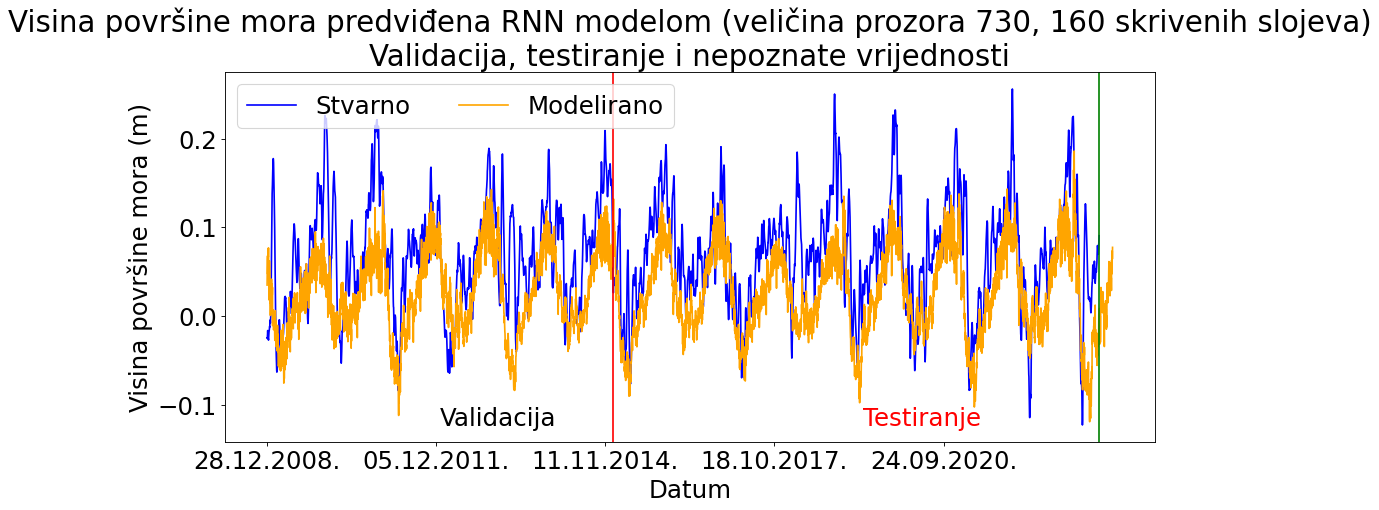 Visina površine mora predviđena RNN modelom (veličina prozora 730, 160 skrivenih slojeva)
Validacija, testiranje i nepoznate vrijednosti
Stvarno Modelirano
Visina površine mora (m)
0.2
0.1
0.0
−0.1
Validacija Testiranje
28.12.2008. 05.12.2011. 11.11.2014. 18.10.2017. 24.09.2020.
Datum